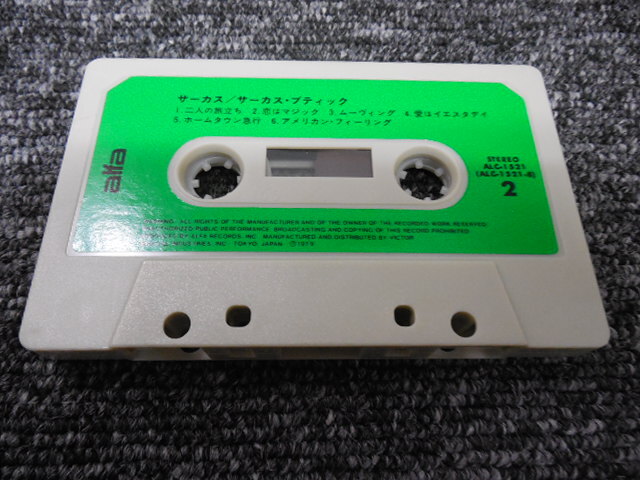 サーカス／サーカス・ブティック
1. 二人の旅立ち 2. 恋はマジック 3. ムーヴィング 4. 愛はイエスタデイ
5. ホームタウン急行 6. アメリカン・フィーリング
alfa
STEREO
ALC-1521
(ALC-1521-B)
2
WARNING: ALL RIGHTS OF THE MANUFACTURER AND OF THE OWNER OF THE RECORDED WORK RESERVED.
UNAUTHORIZED PUBLIC PERFORMANCE BROADCASTING AND COPYING OF THIS RECORD PROHIBITED
BY ALFA RECORDS, INC. MANUFACTURED AND DISTRIBUTED BY VICTOR
INDUSTRIES, INC. TOKYO, JAPAN. Ⓟ1979